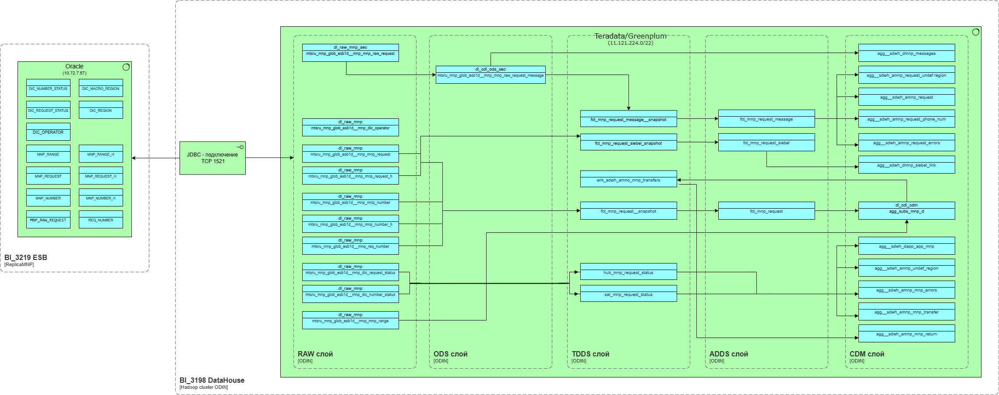 Oracle
(10.72.7.57)
DIC_NUMBER_STATUS
DIC_MACRO_REGION
DIC_REQUEST_STATUS
DIC_REGION
DIC_OPERATOR
MNP_RANGE
MNP_RANGE_H
MNP_REQUEST
MNP_REQUEST_H
MNP_NUMBER
MNP_NUMBER_H
MNP_RAW_REQUEST
REQ_NUMBER
BI_3219 ESB
[ReplicaMNP]
JDBC - подключение
TCP 1521
Teradata/Greenplum
(11.121.224.0/22)
dl_raw_mnp_sec
mtsru_mnp_glob_esb1d__mnp_mnp_raw_request
dl_raw_mnp
mtsru_mnp_glob_esb1d__mnp_dic_operator
dl_raw_mnp
mtsru_mnp_glob_esb1d__mnp_mnp_request
dl_raw_mnp
mtsru_mnp_glob_esb1d__mnp_mnp_request_h
dl_raw_mnp
mtsru_mnp_glob_esb1d__mnp_mnp_number
dl_raw_mnp
mtsru_mnp_glob_esb1d__mnp_mnp_number_h
dl_raw_mnp
mtsru_mnp_glob_esb1d__mnp_req_number
dl_raw_mnp
mtsru_mnp_glob_esb1d__mnp_dic_request_status
dl_raw_mnp
mtsru_mnp_glob_esb1d__mnp_dic_number_status
dl_raw_mnp
mtsru_mnp_glob_esb1d__mnp_mnp_range
RAW слой
[ODIN]
dl_cdl_ods_sec
mtsru_mnp_glob_esb1d__mnp_mnp_raw_request_message
ODS слой
[ODIN]
fct_mnp_request_message__snapshot
fct_mnp_request_siebel_snapshot
wrk_sdwh_amno_mnp_transfers
fct_mnp_request__snapshot
hub_mnp_request_status
sat_mnp_request_status
TDDS слой
[ODIN]
fct_mnp_request_message
fct_mnp_request_siebel
fct_mnp_request
ADDS слой
[ODIN]
agg__sdwh_dmnp_messages
agg__sdwh_amnp_request_undef region
agg__sdwh_amnp_request
agg__sdwh_amnp_request_phone_num
agg__sdwh_amnp_request_errors
agg__sdwh_dmnp_siebel_link
dl_cdl_cdm
agg_subs_mnp_d
agg__sdwh_dapp_app_mnp
agg__sdwh_amnp_undef_region
agg__sdwh_amnp_mnp_errors
agg__sdwh_amnp_mnp_transfer
agg__sdwh_amnp_mnp_return
CDM слой
[ODIN]
BI_3198 DataHouse
[Hadoop cluster ODIN]